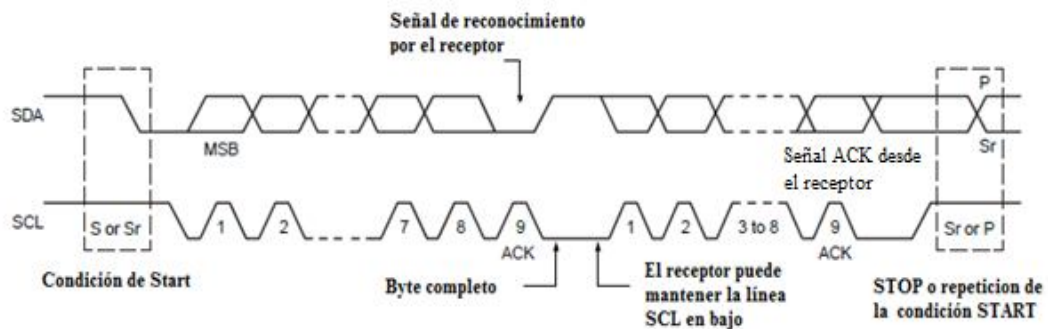 Señal de reconocimiento
por el receptor
SDA
MSB
P
Sr
Señal ACK desde
el receptor
SCL
S or Sr
1
2
7
8
9
ACK
1
2
3 to 8
9
ACK
Sr or P
Condición de Start
Byte completo
El receptor puede
mantener la línea
SCL en bajo
STOP o repeticion de
la condición START